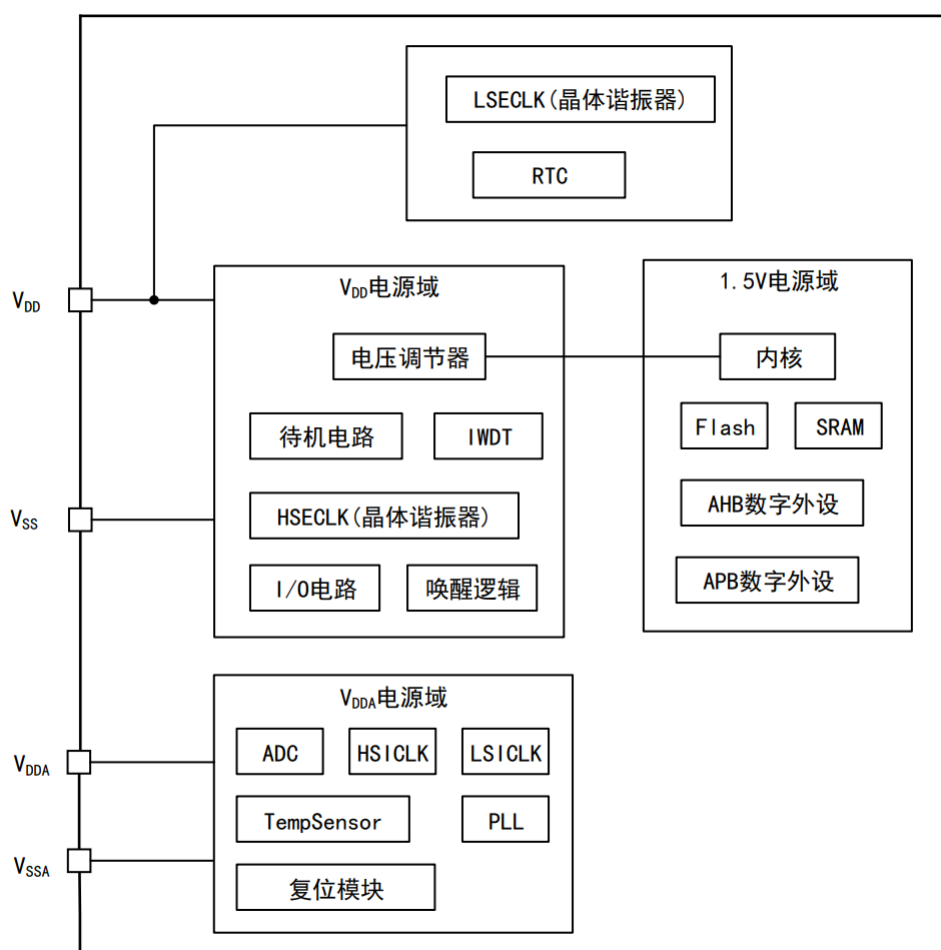 LSECLK(晶体谐振器)
RTC
VDD
VDD电源域
电压调节器
待机电路
IWDT
HSECLK(晶体谐振器)
I/O电路
唤醒逻辑
1.5V电源域
内核
Flash
SRAM
AHB数字外设
APB数字外设
VSS
VDDA电源域
VDDA
ADC
HSICLK
LSICLK
TempSensor
PLL
VSSA
复位模块